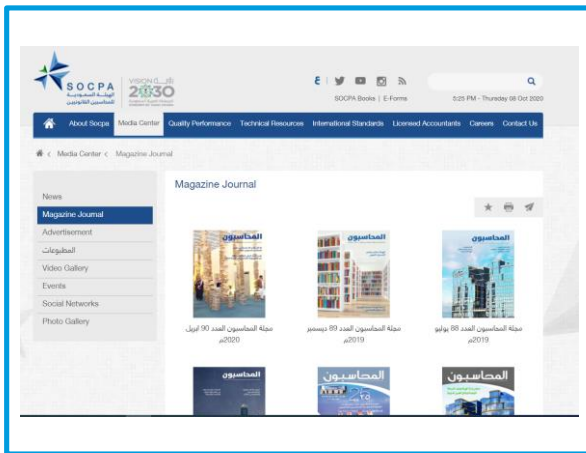 SOCPA
الهيئة السعودية
للمحاسبين القانونيين
VISION رؤيــة
2030
ع
SOCPA Books | E-Forms
5:25 PM - Thursday 08 Oct 2020
About Socpa Media Center Quality Performance Technical Resources International Standards Licensed Accountants Careers Contact Us
Media Center < Magazine Journal
Magazine Journal
News
Magazine Journal
Advertisement
المطبوعات
Video Gallery
Events
Social Networks
Photo Gallery
المحاسبون
المحاسبون
المحاسبون
مجلة المحاسبون العدد 90 ابريل
2020م
مجلة المحاسبون العدد 89 ديسمبر
2019م
مجلة المحاسبون العدد 88 يوليو
2019م
المحاسبون
المحاسبون
المحاسبون